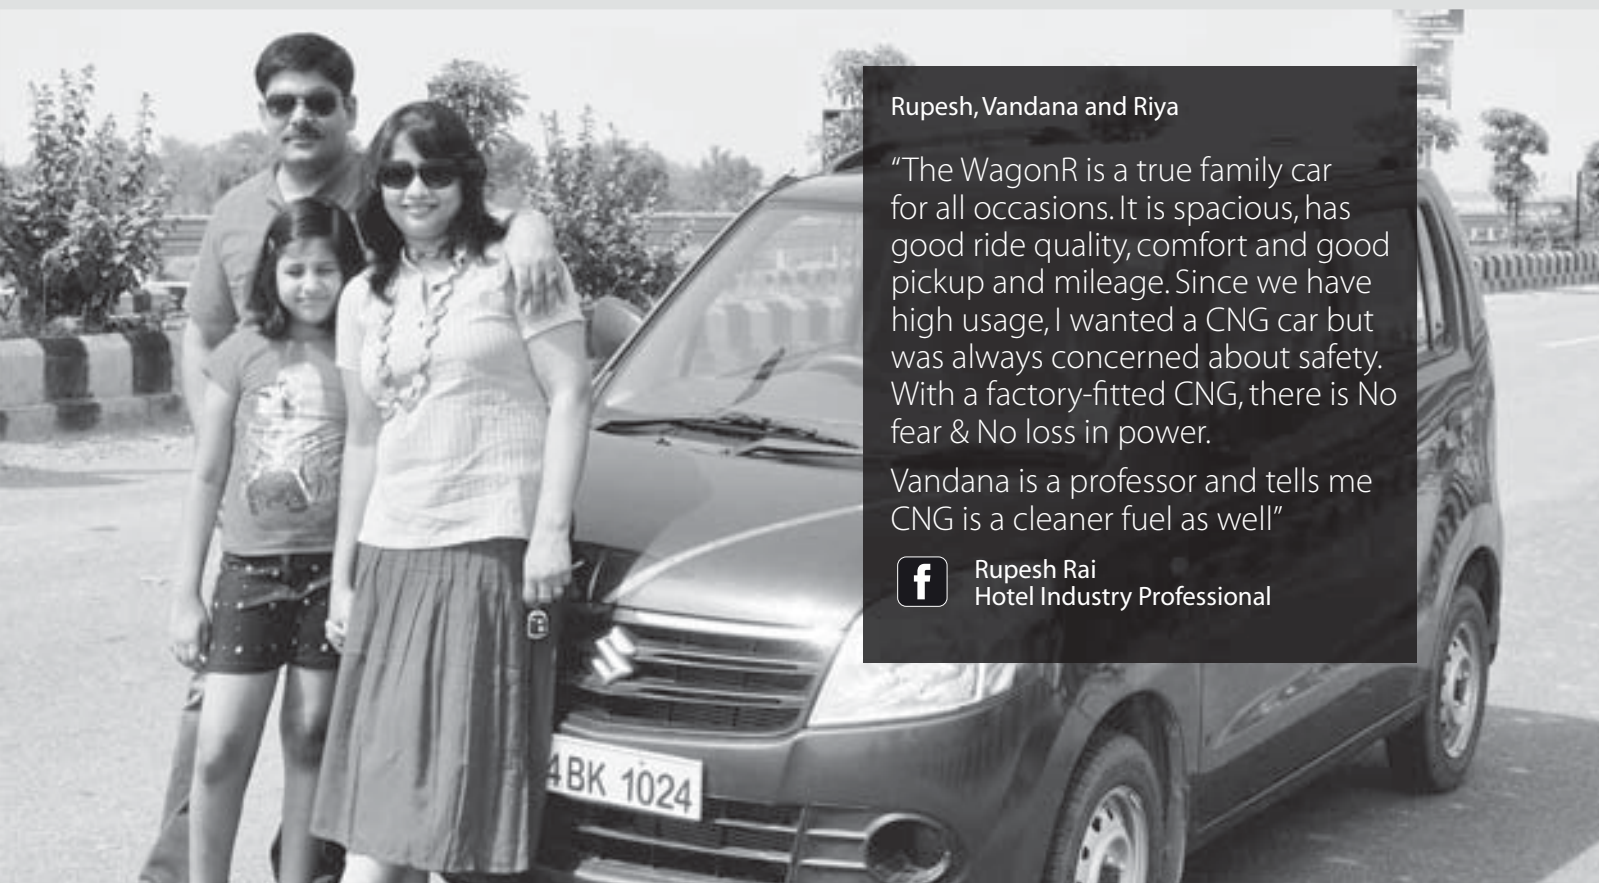 Rupesh, Vandana and Riya
“The WagonR is a true family car
for all occasions. It is spacious, has
good ride quality, comfort and good
pickup and mileage. Since we have
high usage, I wanted a CNG car but
was always concerned about safety.
With a factory-fitted CNG, there is No
fear & No loss in power.
Vandana is a professor and tells me
CNG is a cleaner fuel as well”
f
Rupesh Rai
Hotel Industry Professional
4BK 1024